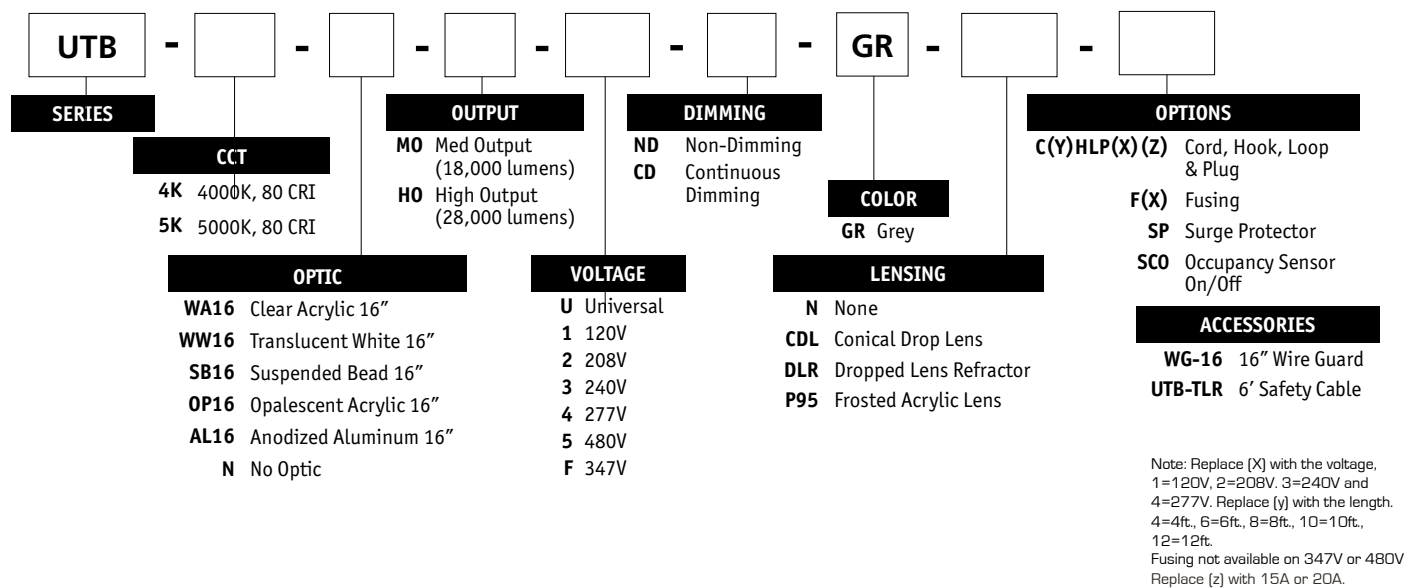 UTB - - - - - - GR - -
SERIES
CCT
4K 4000K, 80 CRI
5K 5000K, 80 CRI
OPTIC
WA16 Clear Acrylic 16”
WW16 Translucent White 16”
SB16 Suspended Bead 16”
OP16 Opalescent Acrylic 16”
AL16 Anodized Aluminum 16”
N No Optic
OUTPUT
MO Med Output
(18,000 lumens)
HO High Output
(28,000 lumens)
VOLTAGE
U Universal
1 120V
2 208V
3 240V
4 277V
5 480V
F 347V
DIMMING
ND Non-Dimming
CD Continuous
Dimming
COLOR
GR Grey
LENSING
N None
CDL Conical Drop Lens
DLR Dropped Lens Refractor
P95 Frosted Acrylic Lens
OPTIONS
C(Y)HLP(X)(Z) Cord, Hook, Loop
& Plug
F(X) Fusing
SP Surge Protector
SCO Occupancy Sensor
On/Off
ACCESSORIES
WG-16 16” Wire Guard
UTB-TLR 6’ Safety Cable
Note: Replace (X) with the voltage,
1=120V, 2=208V. 3=240V and
4=277V. Replace (y) with the length.
4=4ft., 6=6ft., 8=8ft., 10=10ft.,
12=12ft.
Fusing not available on 347V or 480V
Replace (z) with 15A or 20A.